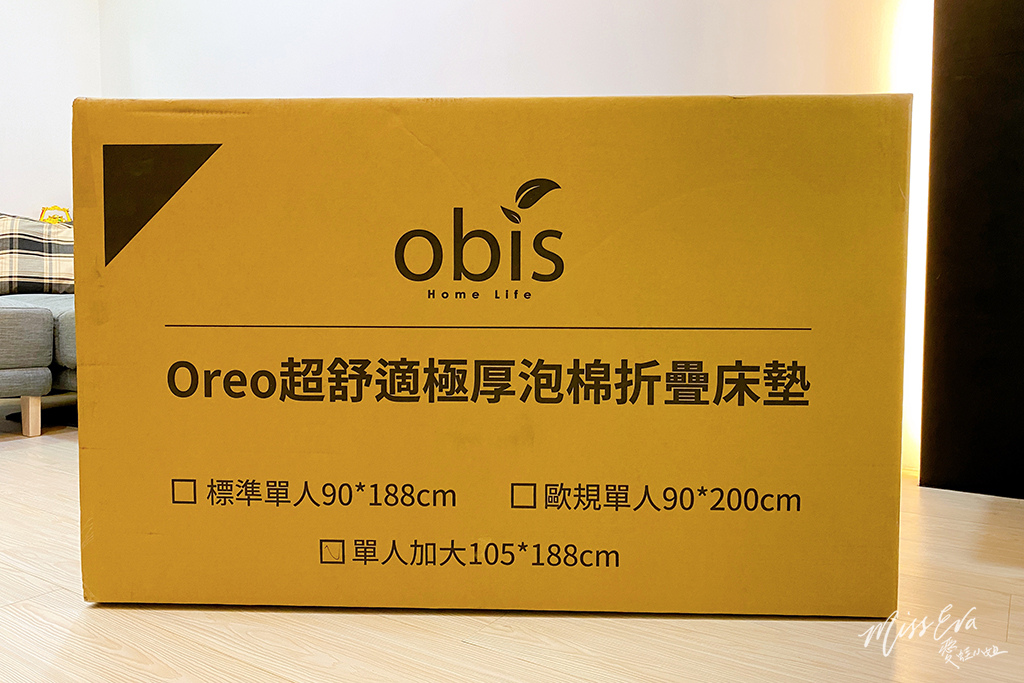 obis
Home Life
Oreo超舒適極厚泡棉折疊床墊
標準單人90*188cm
歐規單人90*200cm
單人加大105*188cm
Miss Eva
愛娃小姐